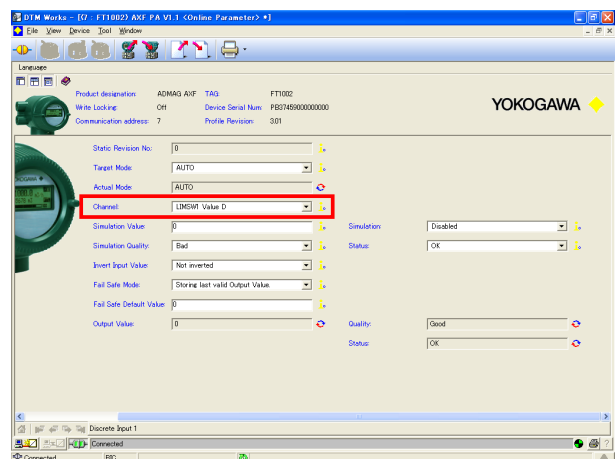 DTM Works - [(7 : FT1002) AXF PA V1.1 <Online Parameter> *]
File View Device Tool Window
Language
Product designation: ADMAG AXF TAG: FT1002
Write Locking: Off Device Serial Num: PB37459000000000
Communication address: 7 Profile Revision: 3.01
YOKOGAWA
Static Revision No.: 0
Target Mode: AUTO
Actual Mode: AUTO
Channel: LIMSW1 Value D
Simulation Value: 0 Simulation: Disabled
Simulation Quality: Bad Status: OK
Invert Input Value: Not inverted
Fail Safe Mode: Storing last valid Output Value.
Fail Safe Default Value: 0
Output Value: 0 Quality: Good
Status: OK
Discrete Input 1
Connected
Connected